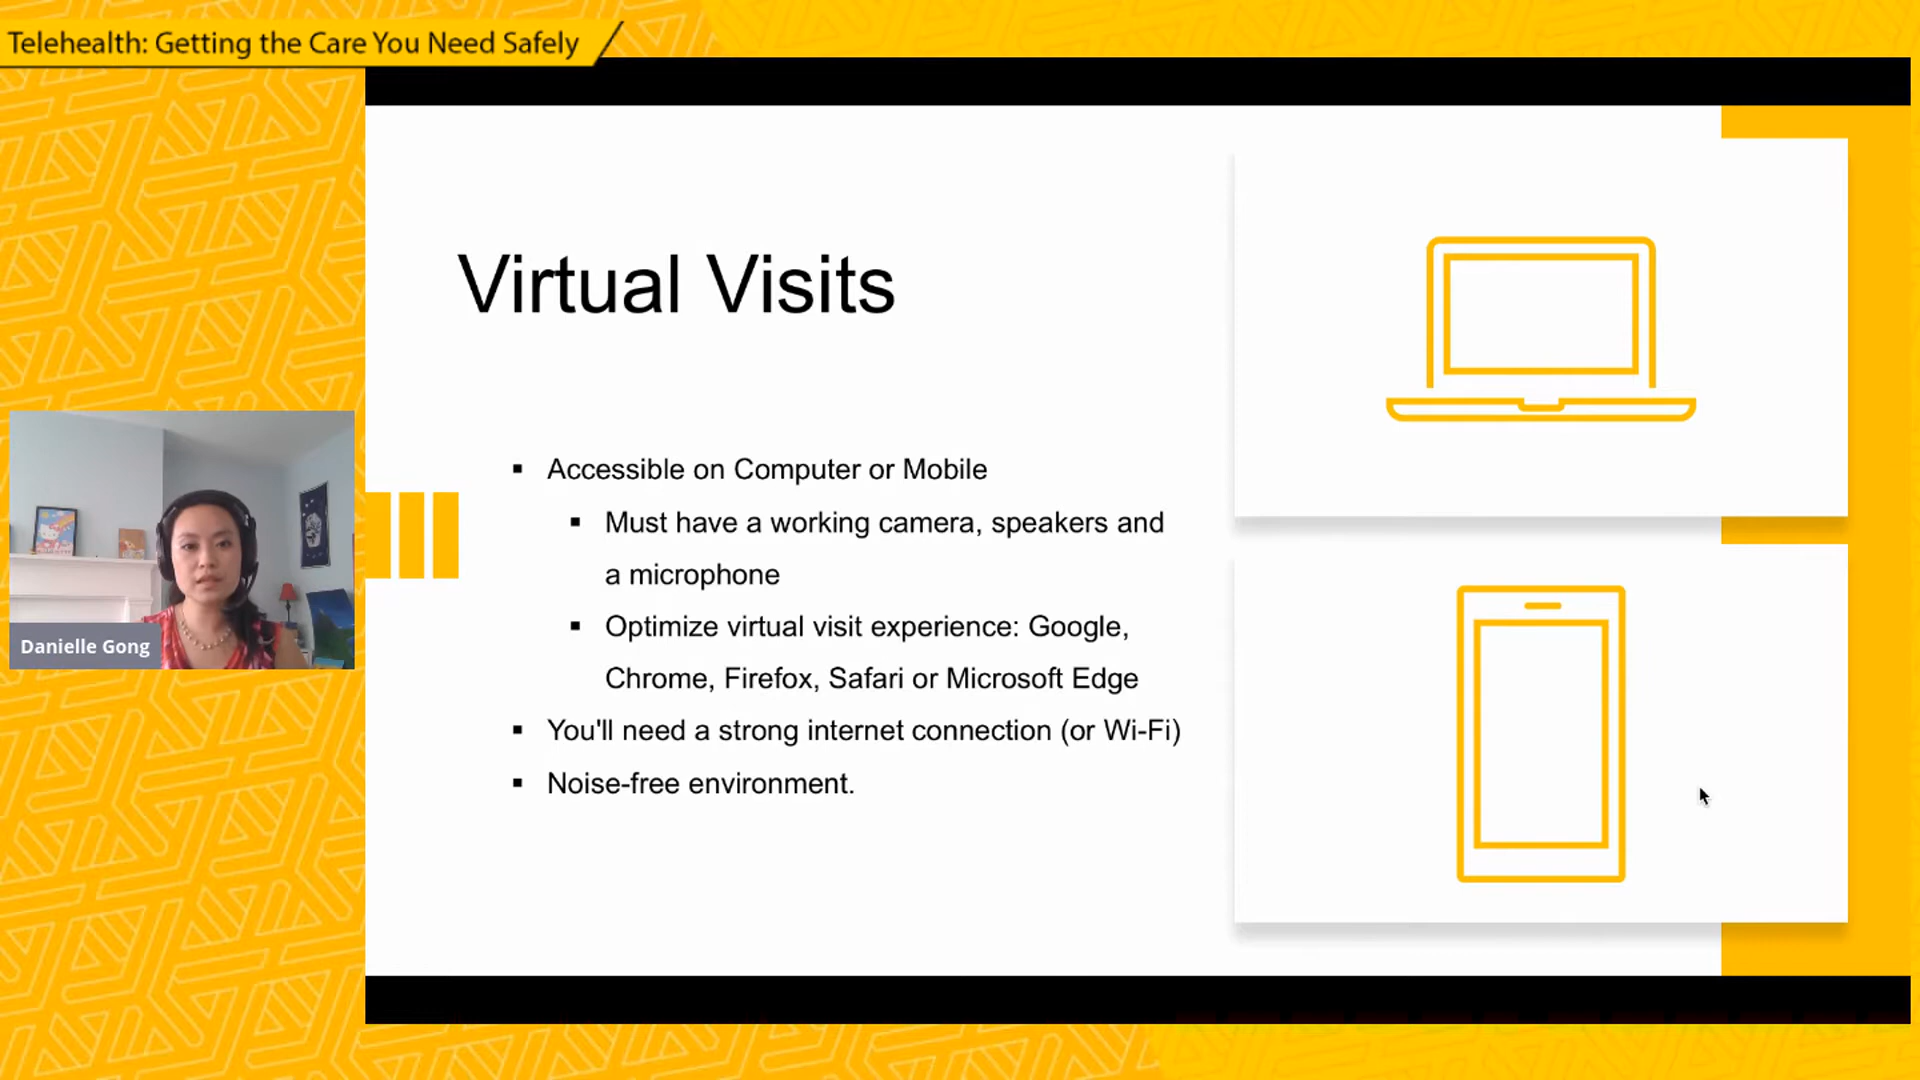 Telehealth: Getting the Care You Need Safely
Virtual Visits
▪ Accessible on Computer or Mobile
▪ Must have a working camera, speakers and
a microphone
▪ Optimize virtual visit experience: Google,
Chrome, Firefox, Safari or Microsoft Edge
▪ You'll need a strong internet connection (or Wi-Fi)
▪ Noise-free environment.
Danielle Gong